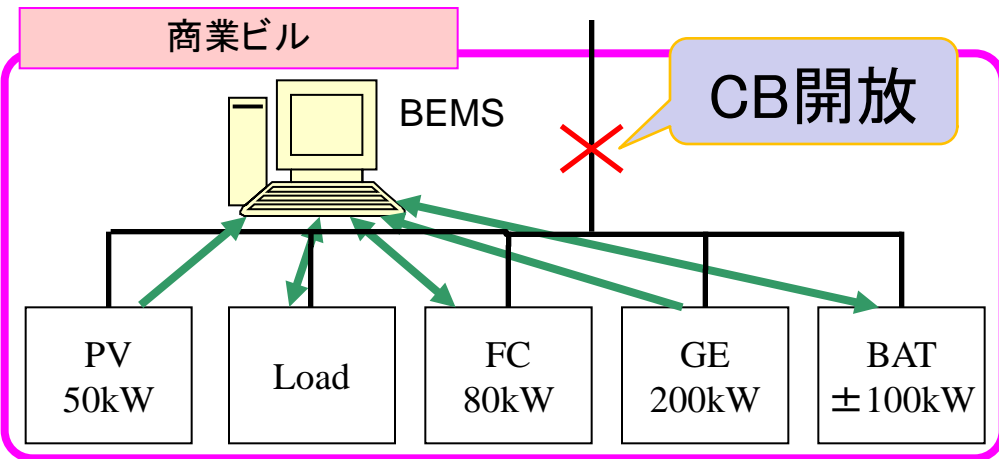 商業ビル
BEMS
CB開放
PV
50kW
Load
FC
80kW
GE
200kW
BAT
±100kW